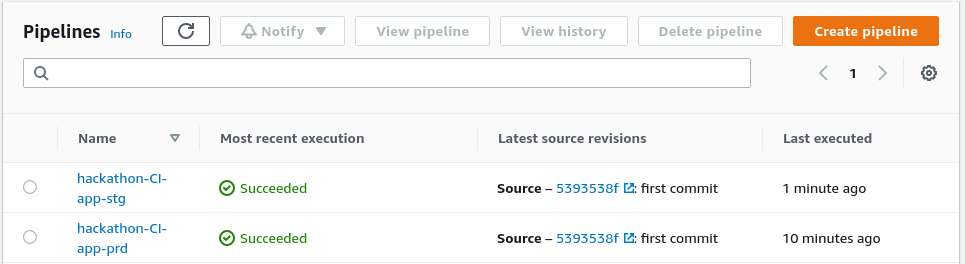 Pipelines Info Notify View pipeline View history Delete pipeline Create pipeline
1
Name Most recent execution Latest source revisions Last executed
hackathon-CI-
app-stg
Succeeded
Source – 5393538f : first commit
1 minute ago
hackathon-CI-
app-prd
Succeeded
Source – 5393538f : first commit
10 minutes ago